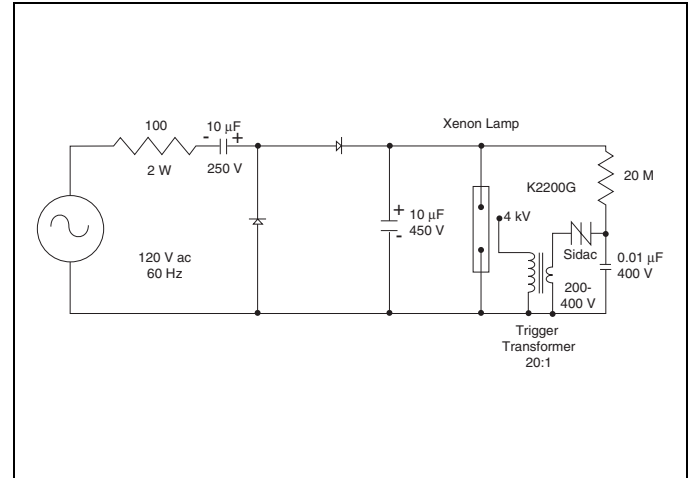 100
2 W
- 10 μF +
250 V
120 V ac
60 Hz
+ 10 μF
- 450 V
Xenon Lamp
4 kV
K2200G
Sidac
20 M
0.01 μF
400 V
200-
400 V
Trigger
Transformer
20:1